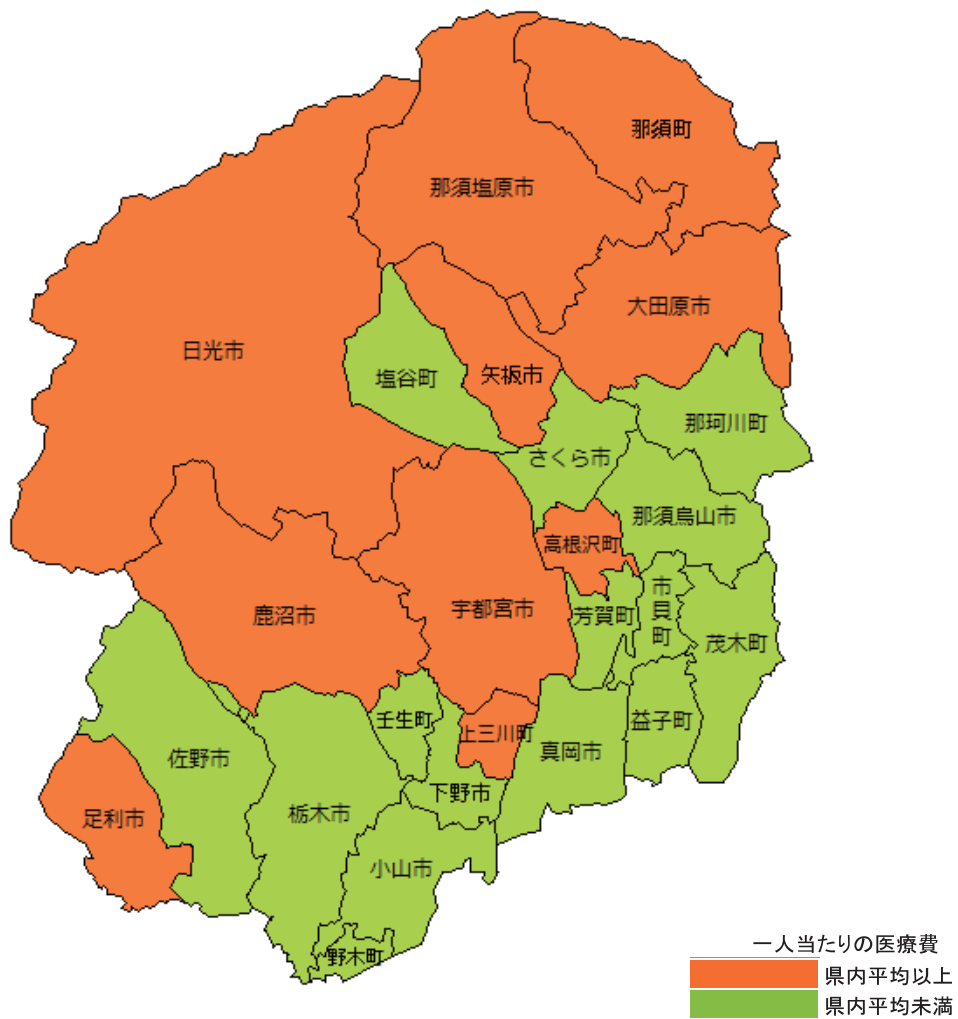 那須町
那須塩原市
大田原市
日光市
塩谷町
矢板市
那珂川町
さくら市
那須烏山市
高根沢町
市貝町
芳賀町
宇都宮市
鹿沼市
茂木町
壬生町
益子町
上三川町
真岡市
佐野市
下野市
栃木市
足利市
小山市
野木町
一人当たりの医療費
県内平均以上
県内平均未満